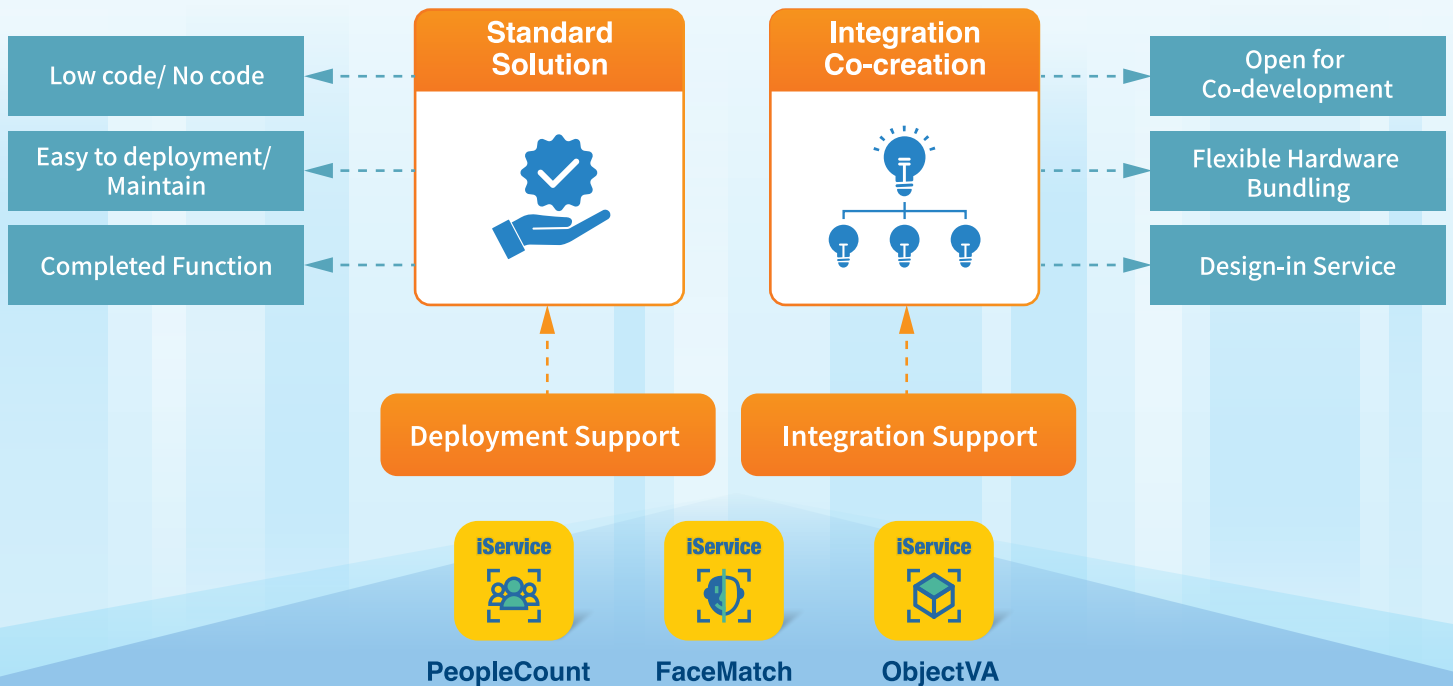 Standard
Solution
Integration
Co-creation
Low code/ No code
Easy to deployment/
Maintain
Completed Function
Open for
Co-development
Flexible Hardware
Bundling
Design-in Service
Deployment Support
Integration Support
iService
PeopleCount
iService
FaceMatch
iService
ObjectVA